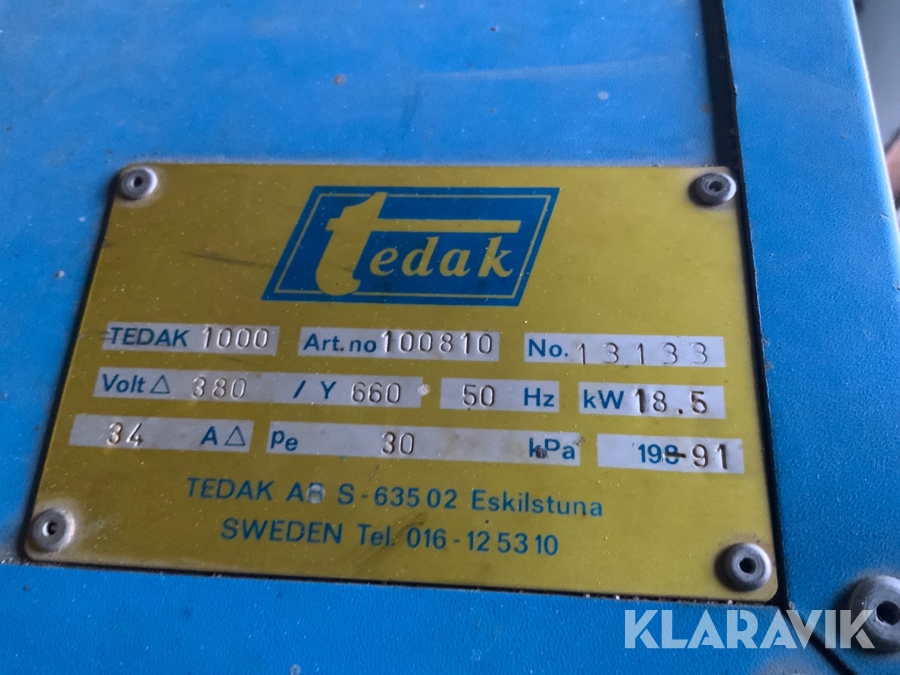 tedak
TEDAK 1000 Art.no 100810 No. 13133
Volt △ 380 / Y 660 50 Hz kW 18.5
34 A△ pe 30 kPa 198-91
TEDAK AB S-635 02 Eskilstuna
SWEDEN Tel. 016-12 53 10
KLARAVIK